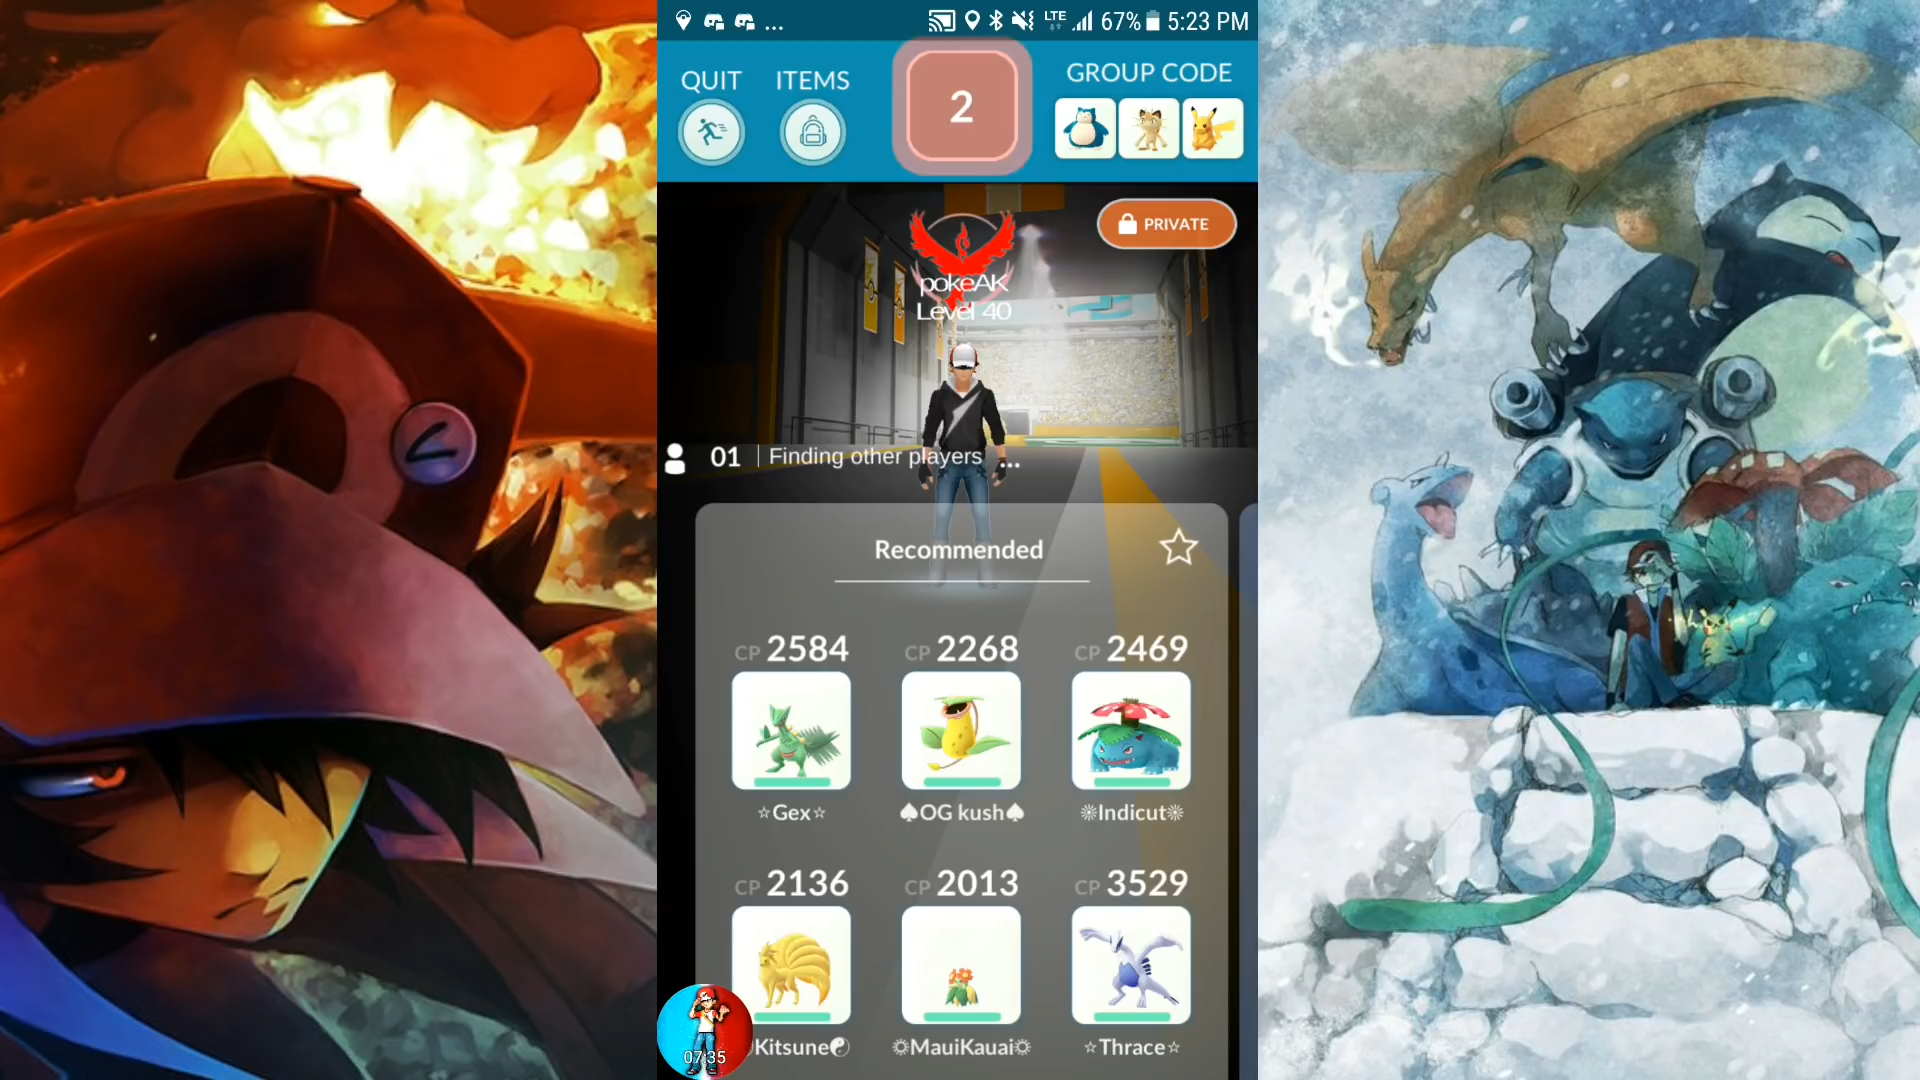 ... LTE 67% 5:23 PM
QUIT ITEMS 2 GROUP CODE
PRIVATE
pokeAK
Level 40
01 | Finding other players ...
Recommended
CP 2584 CP 2268 CP 2469
☆Gex☆ ♠OG kush♠ ☼Indicut☼
CP 2136 CP 2013 CP 3529
Kitsune☯ ☼MauiKauai☼ ☆Thrace☆
07:35